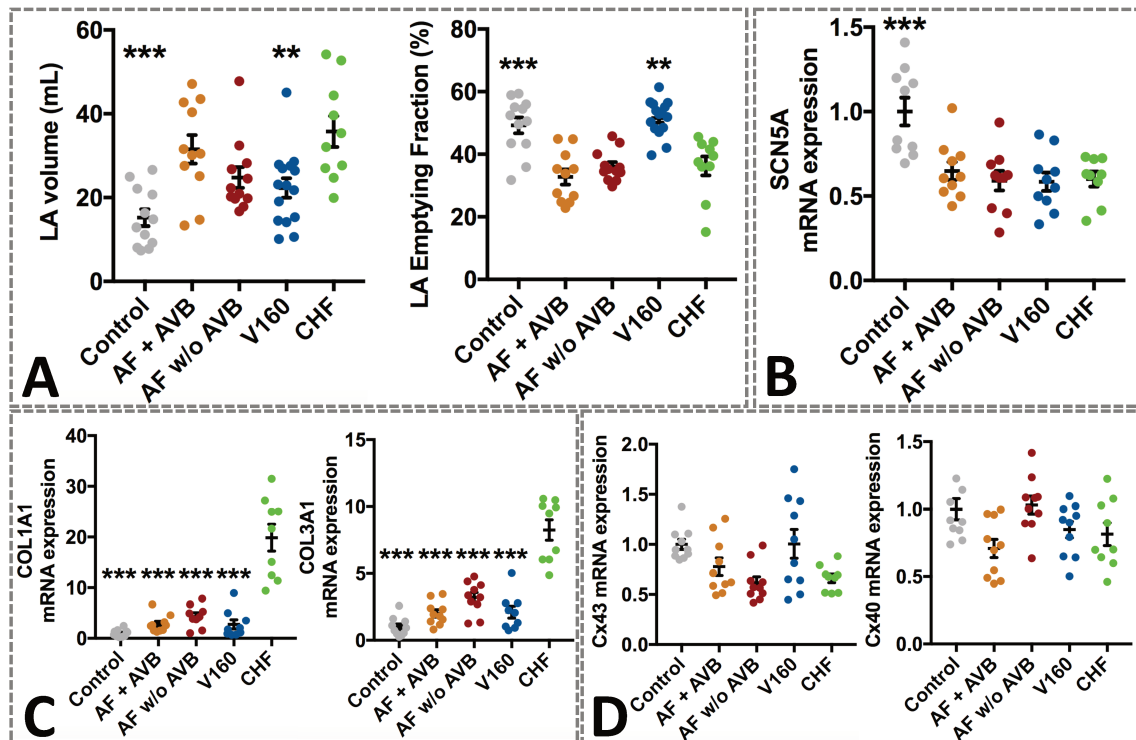 LA volume (mL)
60
40
20
0
***
**
Control
AF + AVB
AF w/o AVB
V160
CHF
A
LA Emptying Fraction (%)
80
60
40
20
0
***
**
Control
AF + AVB
AF w/o AVB
V160
CHF
SCN5A
mRNA expression
1.5
1.0
0.5
0.0
***
Control
AF + AVB
AF w/o AVB
V160
CHF
B
COL1A1
mRNA expression
40
30
20
10
0
*** *** *** ***
Control
AF + AVB
AF w/o AVB
V160
CHF
C
COL3A1
mRNA expression
15
10
5
0
*** *** *** ***
Control
AF + AVB
AF w/o AVB
V160
CHF
Cx43 mRNA expression
2.0
1.5
1.0
0.5
0.0
Control
AF + AVB
AF w/o AVB
V160
CHF
D
Cx40 mRNA expression
1.5
1.0
0.5
0.0
Control
AF + AVB
AF w/o AVB
V160
CHF